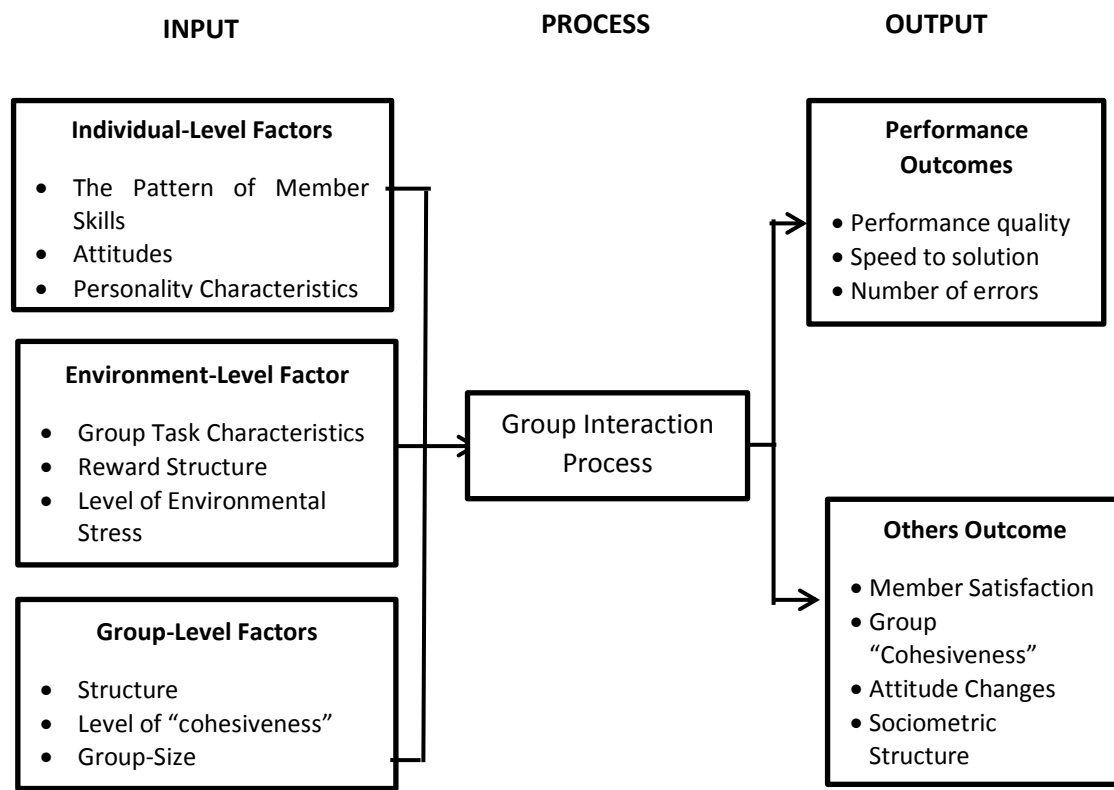 INPUT
PROCESS
OUTPUT
Individual-Level Factors
• The Pattern of Member
Skills
• Attitudes
• Personality Characteristics
Environment-Level Factor
• Group Task Characteristics
• Reward Structure
• Level of Environmental
Stress
Group-Level Factors
• Structure
• Level of “cohesiveness”
• Group-Size
Group Interaction
Process
Performance
Outcomes
• Performance quality
• Speed to solution
• Number of errors
Others Outcome
• Member Satisfaction
• Group
“Cohesiveness”
• Attitude Changes
• Sociometric
Structure